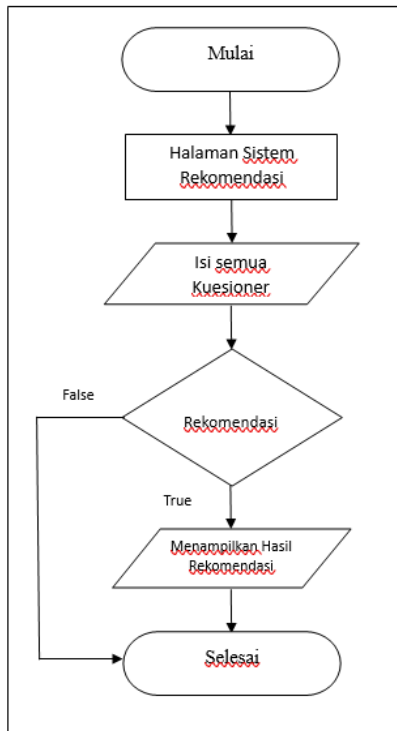 Mulai
Halaman Sistem
Rekomendasi
Isi semua
Kuesioner
False
Rekomendasi
True
Menampilkan Hasil
Rekomendasi
Selesai